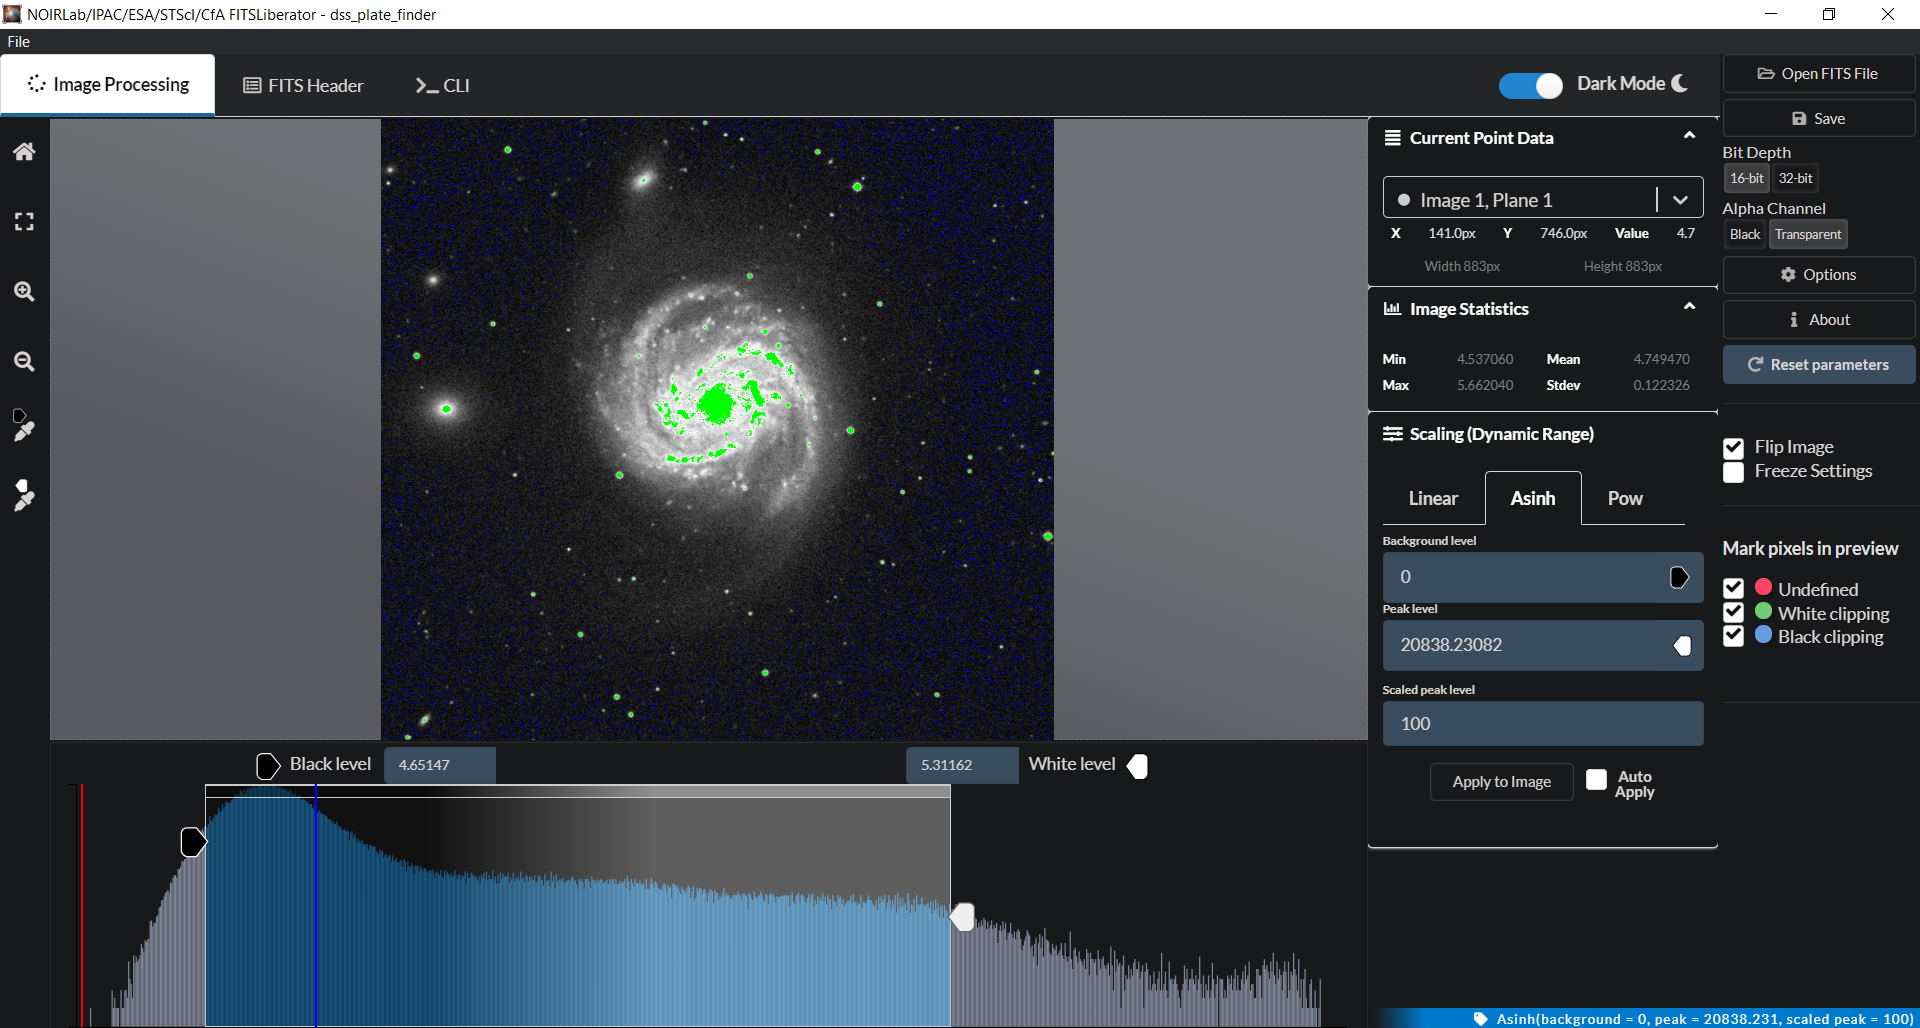 NOIRLab/IPAC/ESA/STScI/CfA FITSLiberator - dss_plate_finder
File
Image Processing
FITS Header
CLI
Dark Mode
Open FITS File
Save
Bit Depth
16-bit 32-bit
Alpha Channel
Black Transparent
Options
About
Reset parameters
Flip Image
Freeze Settings
Mark pixels in preview
Undefined
White clipping
Black clipping
Current Point Data
Image 1, Plane 1
X 141.0px Y 746.0px Value 4.7
Width 883px Height 883px
Image Statistics
Min 4.537060 Mean 4.749470
Max 5.662040 Stdev 0.122326
Scaling (Dynamic Range)
Linear Asinh Pow
Background level
0
Peak level
20838.23082
Scaled peak level
100
Apply to Image
Auto
Apply
Black level 4.65147
5.31162 White level
Asinh(background = 0, peak = 20838.231, scaled peak = 100)